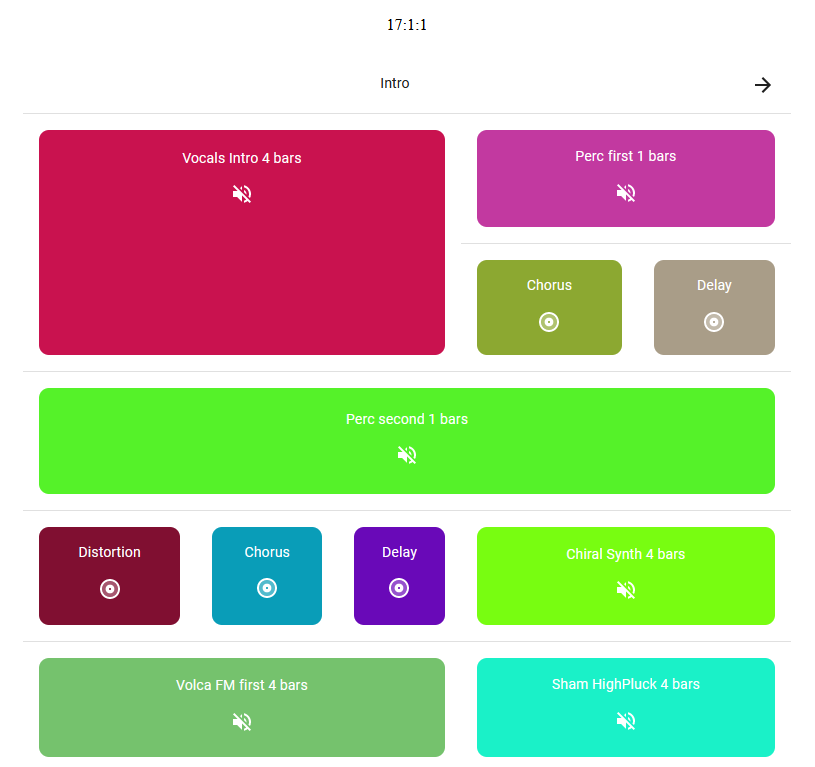 17:1:1
Intro
Vocals Intro 4 bars
Perc first 1 bars
Chorus
Delay
Perc second 1 bars
Distortion
Chorus
Delay
Chiral Synth 4 bars
Volca FM first 4 bars
Sham HighPluck 4 bars